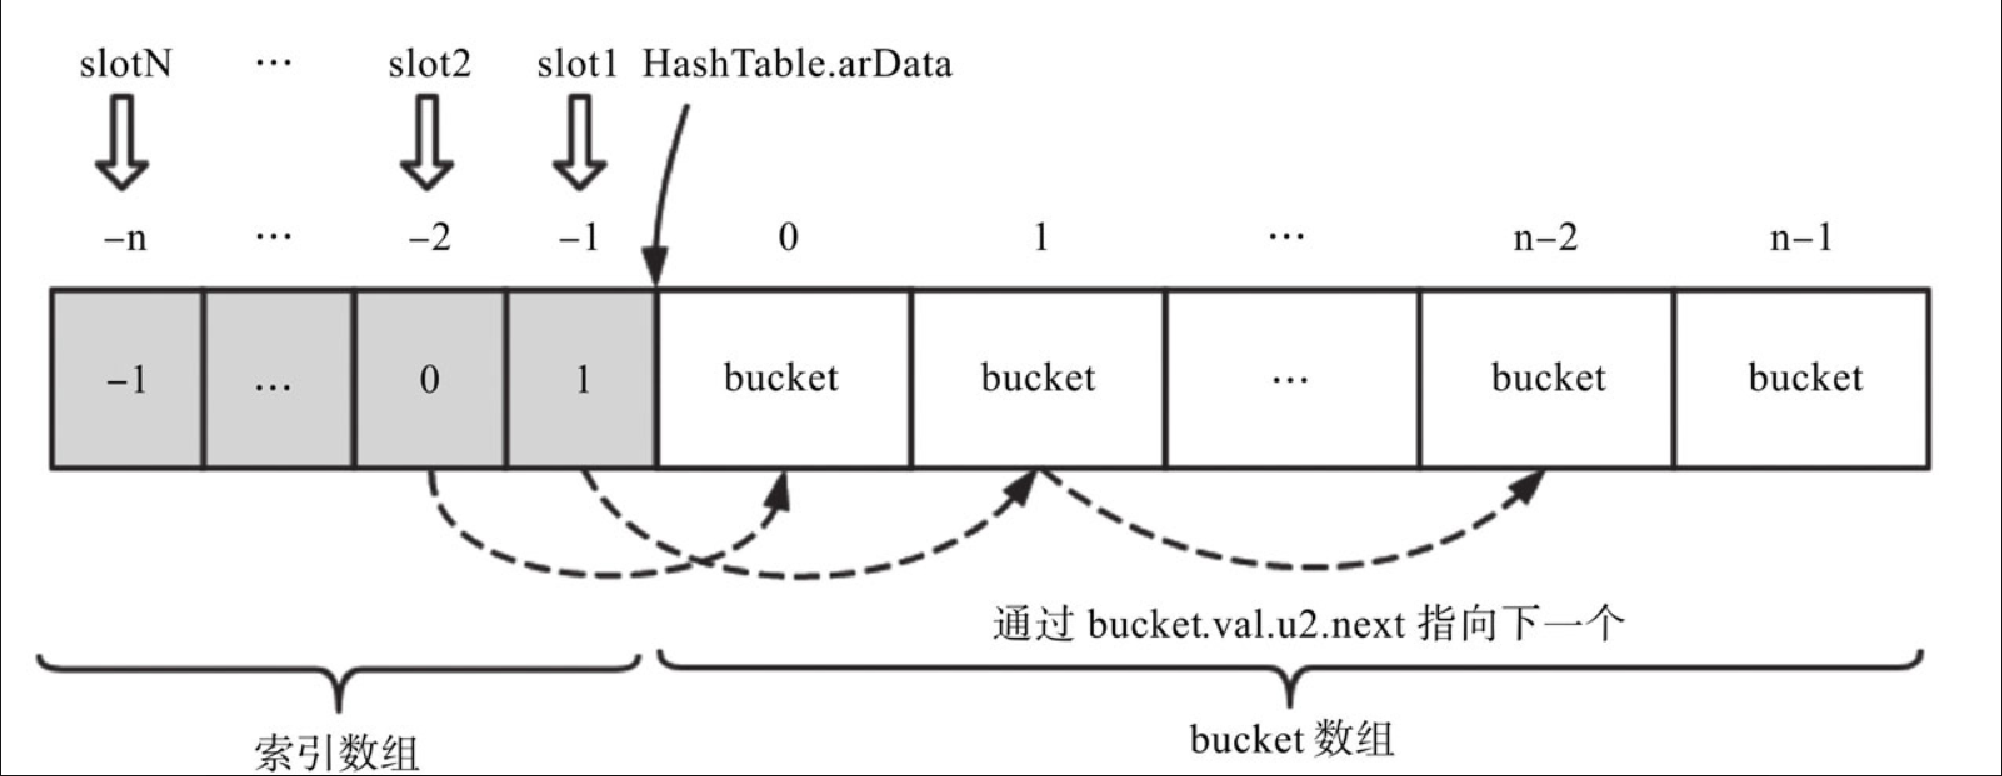 slotN … slot2 slot1 HashTable.arData
−n … −2 −1 0 1 … n−2 n−1
−1 … 0 1 bucket bucket … bucket bucket
通过 bucket.val.u2.next 指向下一个
索引数组 bucket 数组